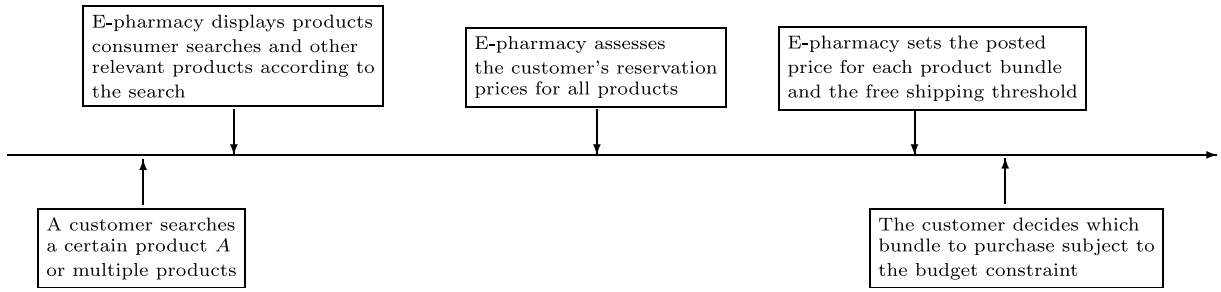 E-pharmacy displays products
consumer searches and other
relevant products according to
the search
E-pharmacy assesses
the customer's reservation
prices for all products
E-pharmacy sets the posted
price for each product bundle
and the free shipping threshold
A customer searches
a certain product A
or multiple products
The customer decides which
bundle to purchase subject to
the budget constraint